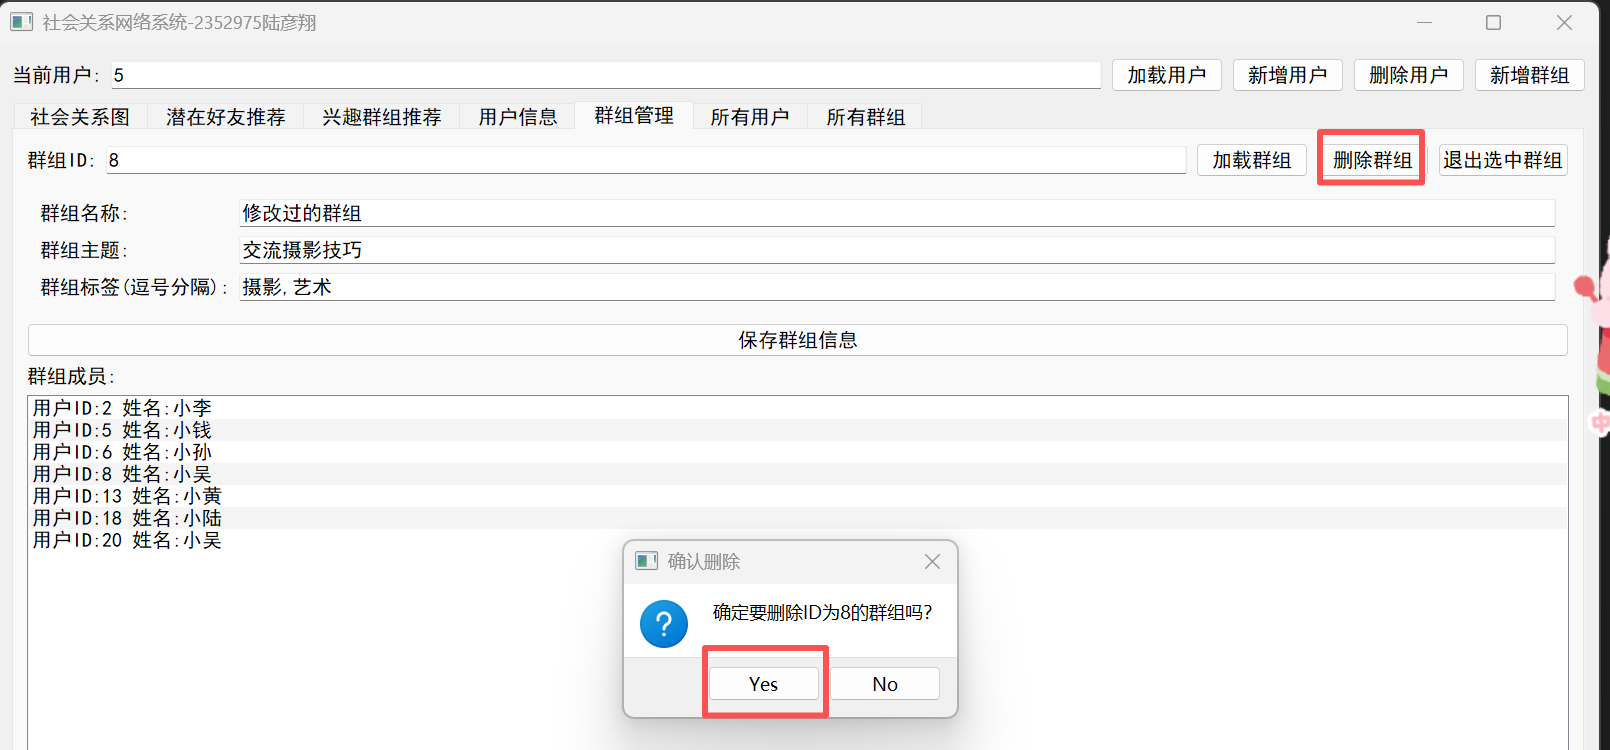 社会关系网络系统-2352975陆彦翔
当前用户: 5 加载用户 新增用户 删除用户 新增群组
社会关系图 潜在好友推荐 兴趣群组推荐 用户信息 群组管理 所有用户 所有群组
群组ID: 8 加载群组 删除群组 退出选中群组
群组名称: 修改过的群组
群组主题: 交流摄影技巧
群组标签(逗号分隔): 摄影,艺术
保存群组信息
群组成员:
用户ID:2 姓名:小李
用户ID:5 姓名:小钱
用户ID:6 姓名:小孙
用户ID:8 姓名:小吴
用户ID:13 姓名:小黄
用户ID:18 姓名:小陆
用户ID:20 姓名:小吴
确认删除
确定要删除ID为8的群组吗?
Yes No
中